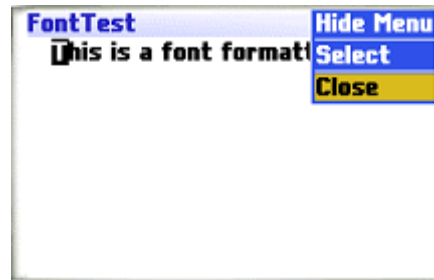 FontTest
This is a font formatt
Hide Menu
Select
Close